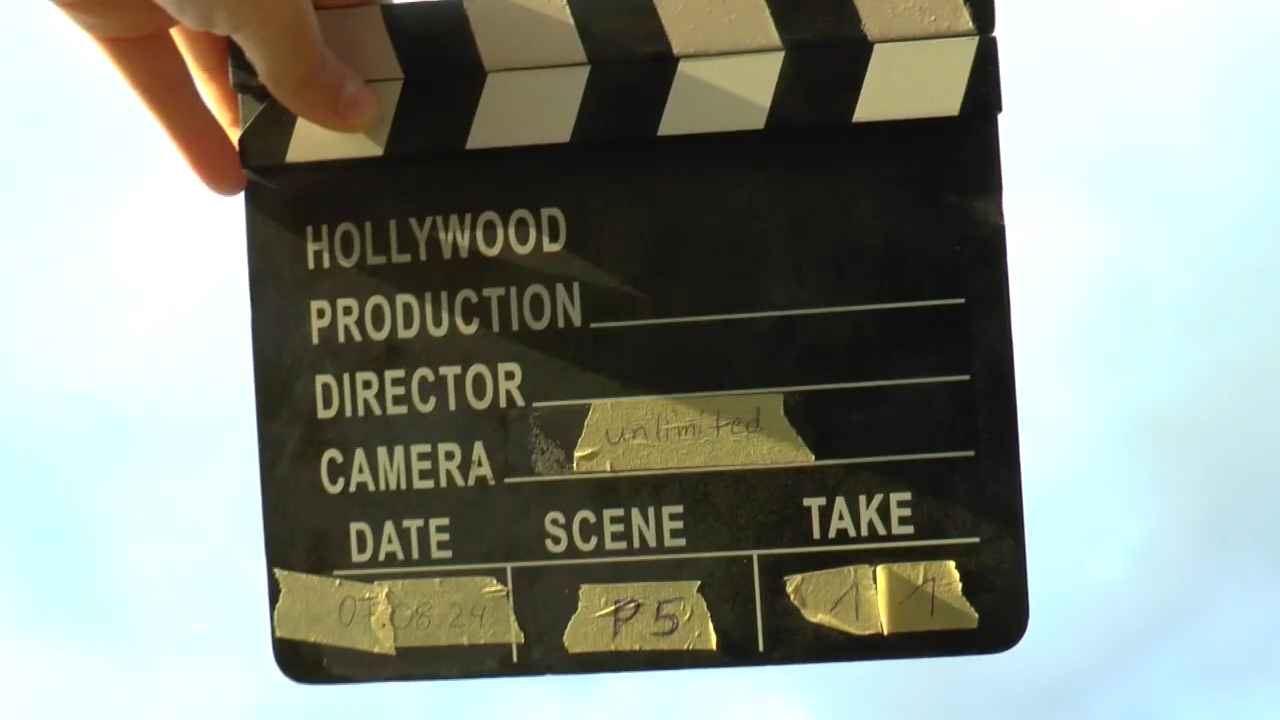 HOLLYWOOD
PRODUCTION
DIRECTOR
CAMERA unlimited
DATE SCENE TAKE
07.08.24 P5 1 1